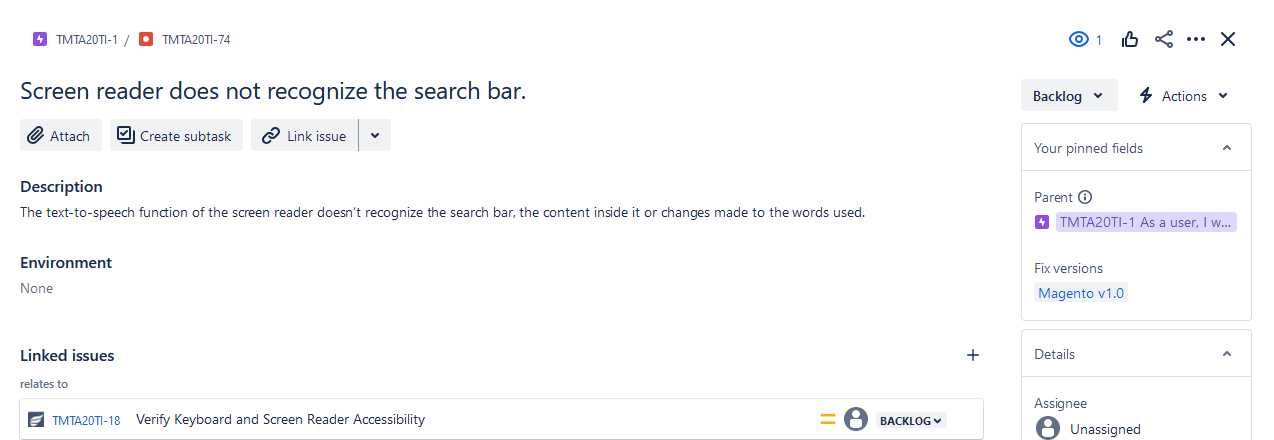 TMTA20TI-1 / TMTA20TI-74
1
Screen reader does not recognize the search bar.
Attach Create subtask Link issue
Description
The text-to-speech function of the screen reader doesn't recognize the search bar, the content inside it or changes made to the words used.
Environment
None
Linked issues
relates to
TMTA20TI-18 Verify Keyboard and Screen Reader Accessibility BACKLOG
Backlog Actions
Your pinned fields
Parent
TMTA20TI-1 As a user, I w...
Fix versions
Magento v1.0
Details
Assignee
Unassigned